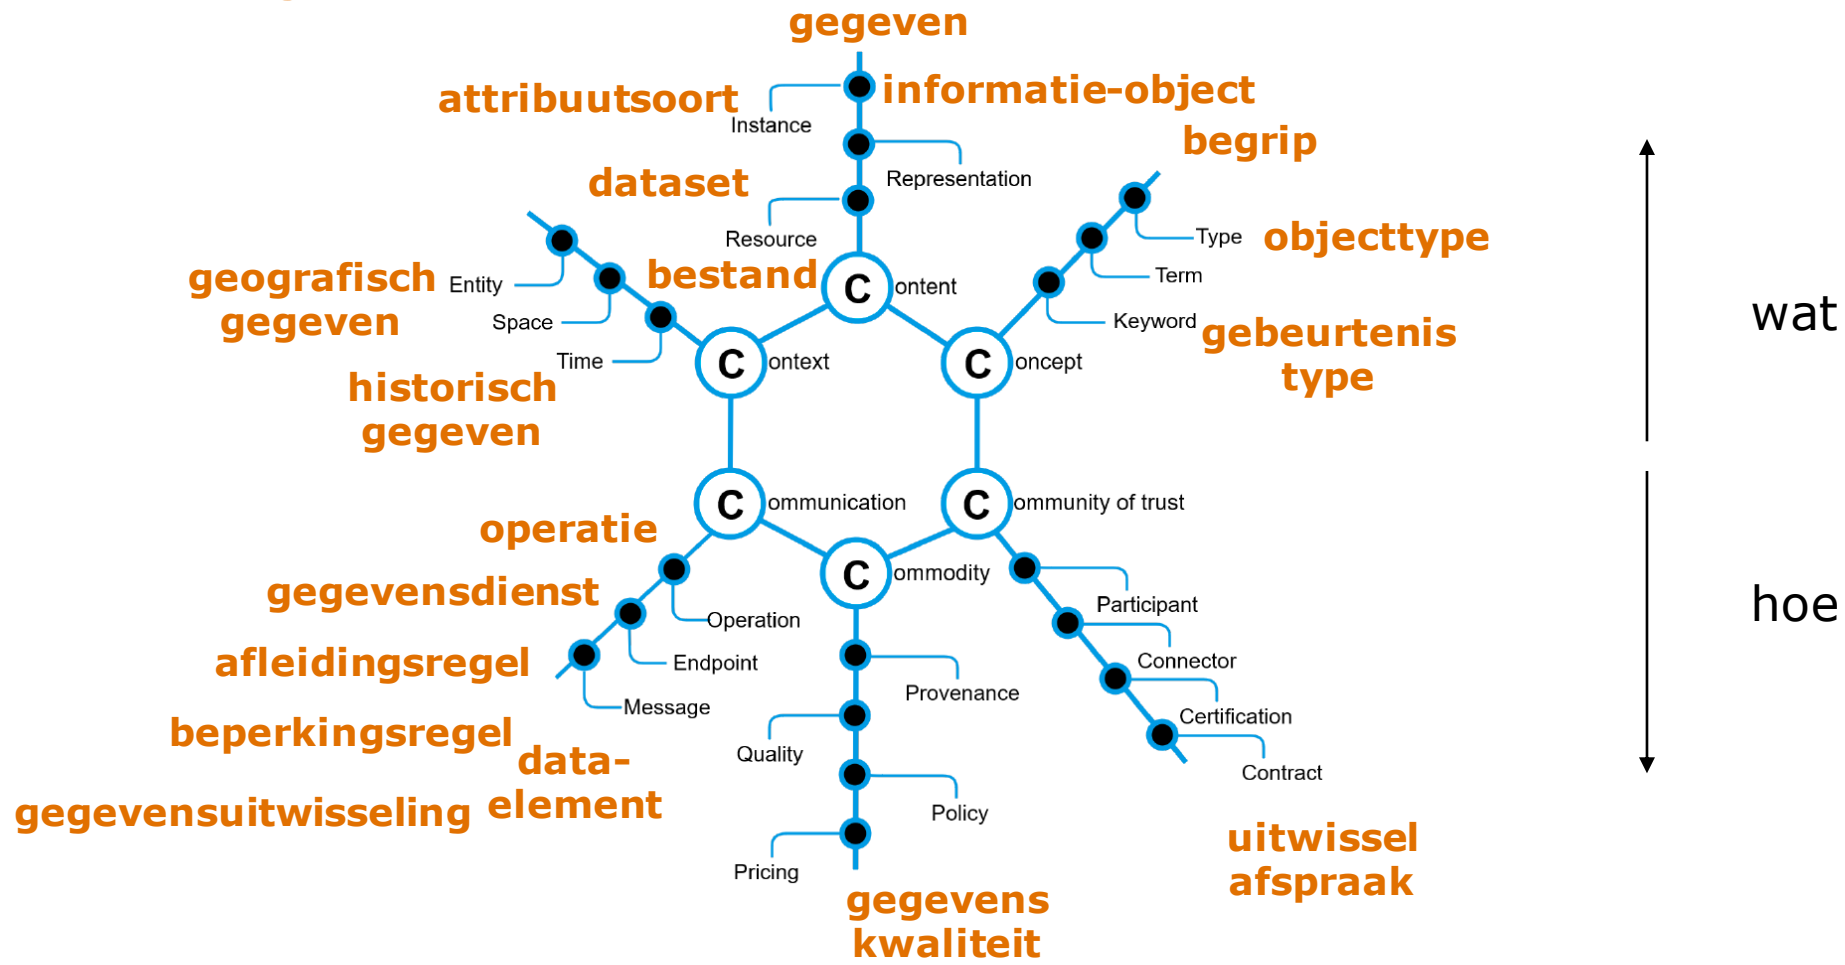 gegeven
attribuutsoort
informatie-object
Instance
begrip
Representation
dataset
Resource
Type
objecttype
Term
geografisch
gegeven
Entity
bestand
Content
Space
Keyword
wat
gebeurtenis
type
Time
Context
Concept
historisch
gegeven
Communication
Community of trust
operatie
Commodity
gegevensdienst
Operation
Participant
hoe
afleidingsregel
Endpoint
Connector
Provenance
Message
Certification
beperkingsregel
Quality
data-
element
Contract
gegevensuitwisseling
Policy
uitwissel
afspraak
Pricing
gegevens
kwaliteit